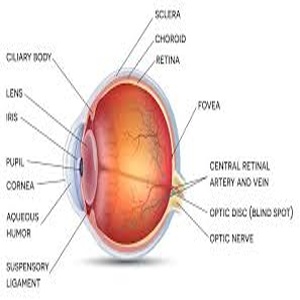 SCLERA
CHOROID
RETINA
CILIARY BODY
LENS
IRIS
PUPIL
CORNEA
AQUEOUS
HUMOR
SUSPENSORY
LIGAMENT
FOVEA
CENTRAL RETINAL
ARTERY AND VEIN
OPTIC DISC (BLIND SPOT)
OPTIC NERVE